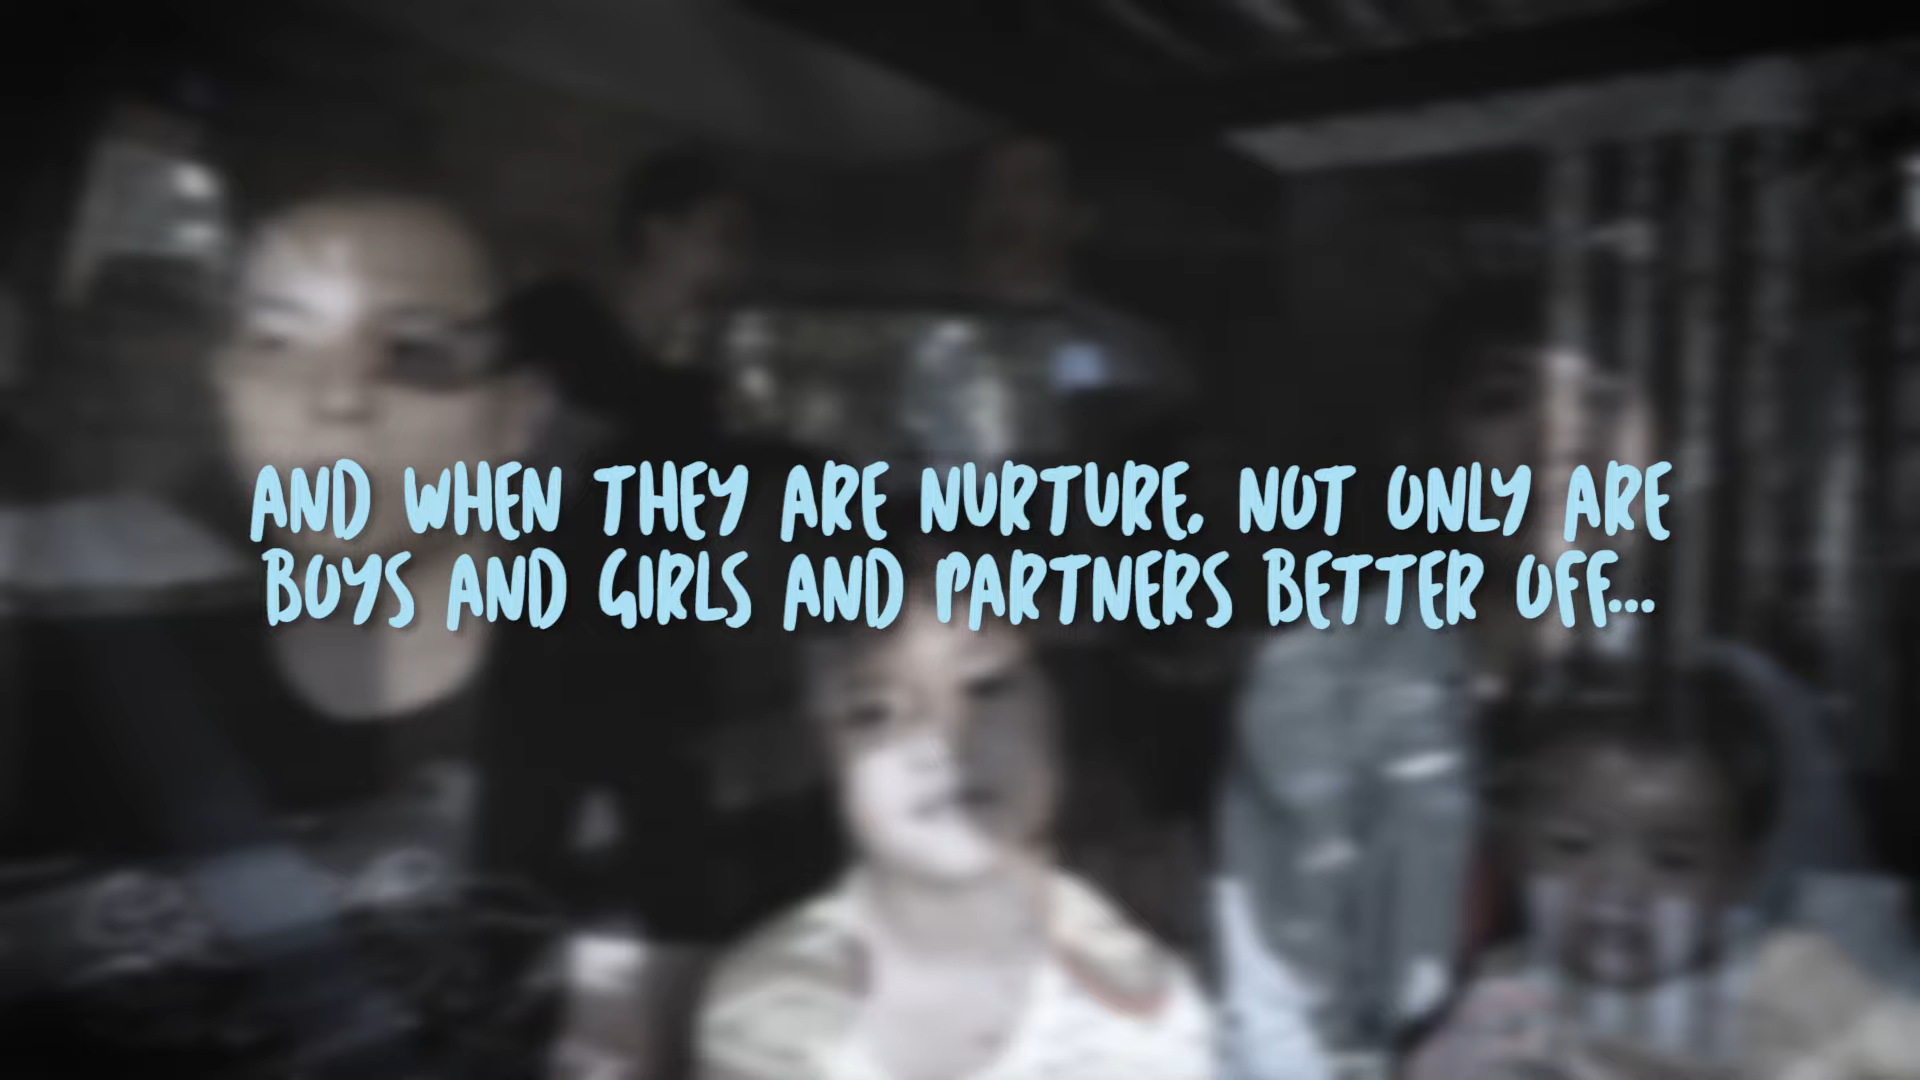 AND WHEN THEY ARE NURTURE. NOT ONLY ARE
BOYS AND GIRLS AND PARTNERS BETTER OFF...